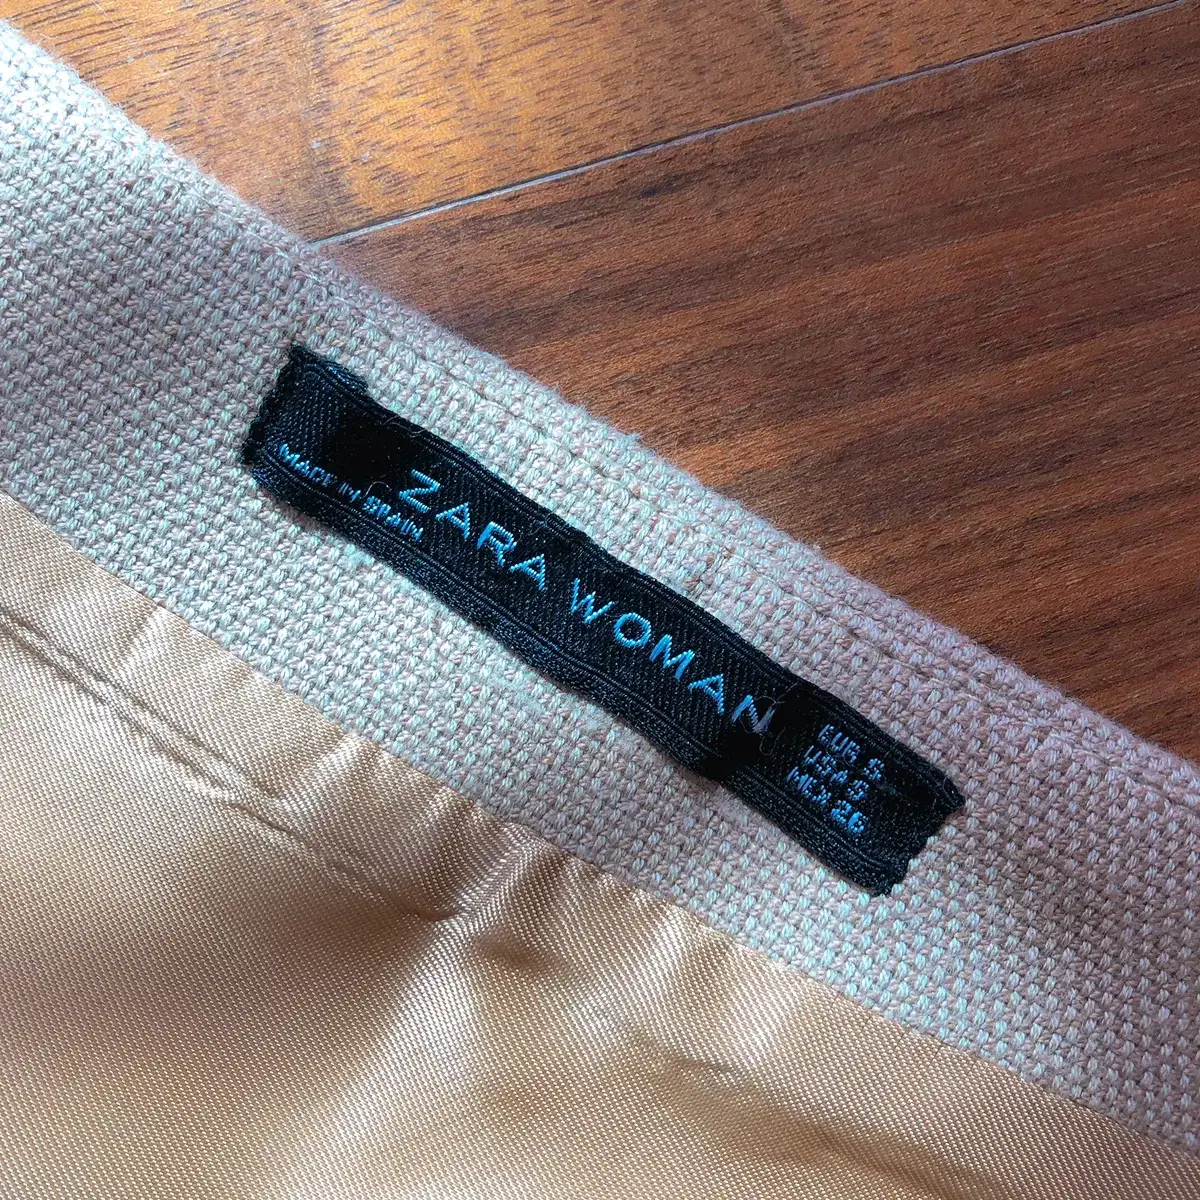 ZARA WOMAN
MADE IN SPAIN
EUR S
USA S
MEX 26